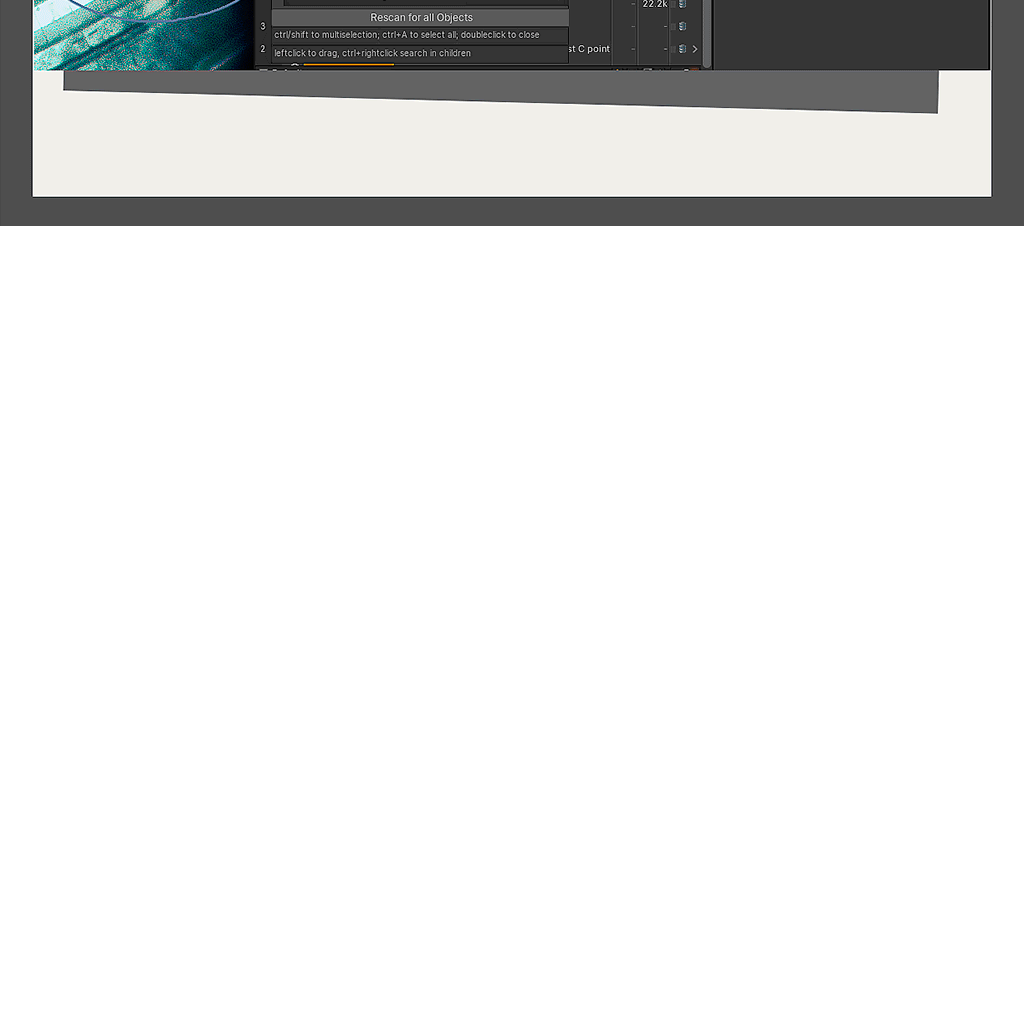 22.2k
Rescan for all Objects
3
ctrl/shift to multiselection; ctrl+A to select all; doubleclick to close
2
st C point
leftclick to drag, ctrl+rightclick search in children